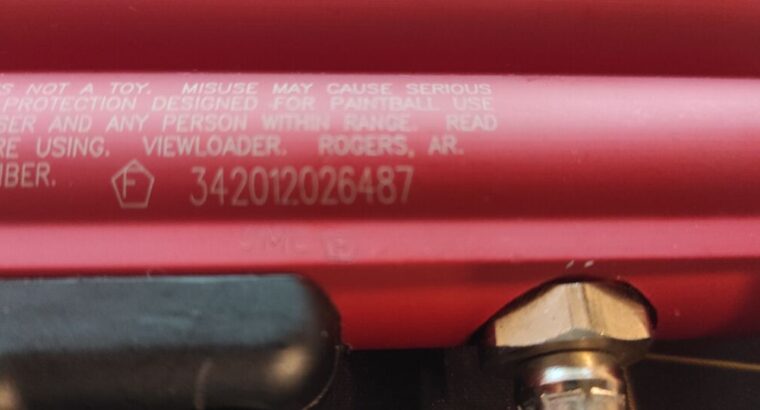 S NOT A TOY. MISUSE MAY CAUSE SERIOUS
PROTECTION DESIGNED FOR PAINTBALL USE
SER AND ANY PERSON WITHIN RANGE. READ
RE USING. VIEWLOADER. ROGERS, AR.
BER.
F 342012026487